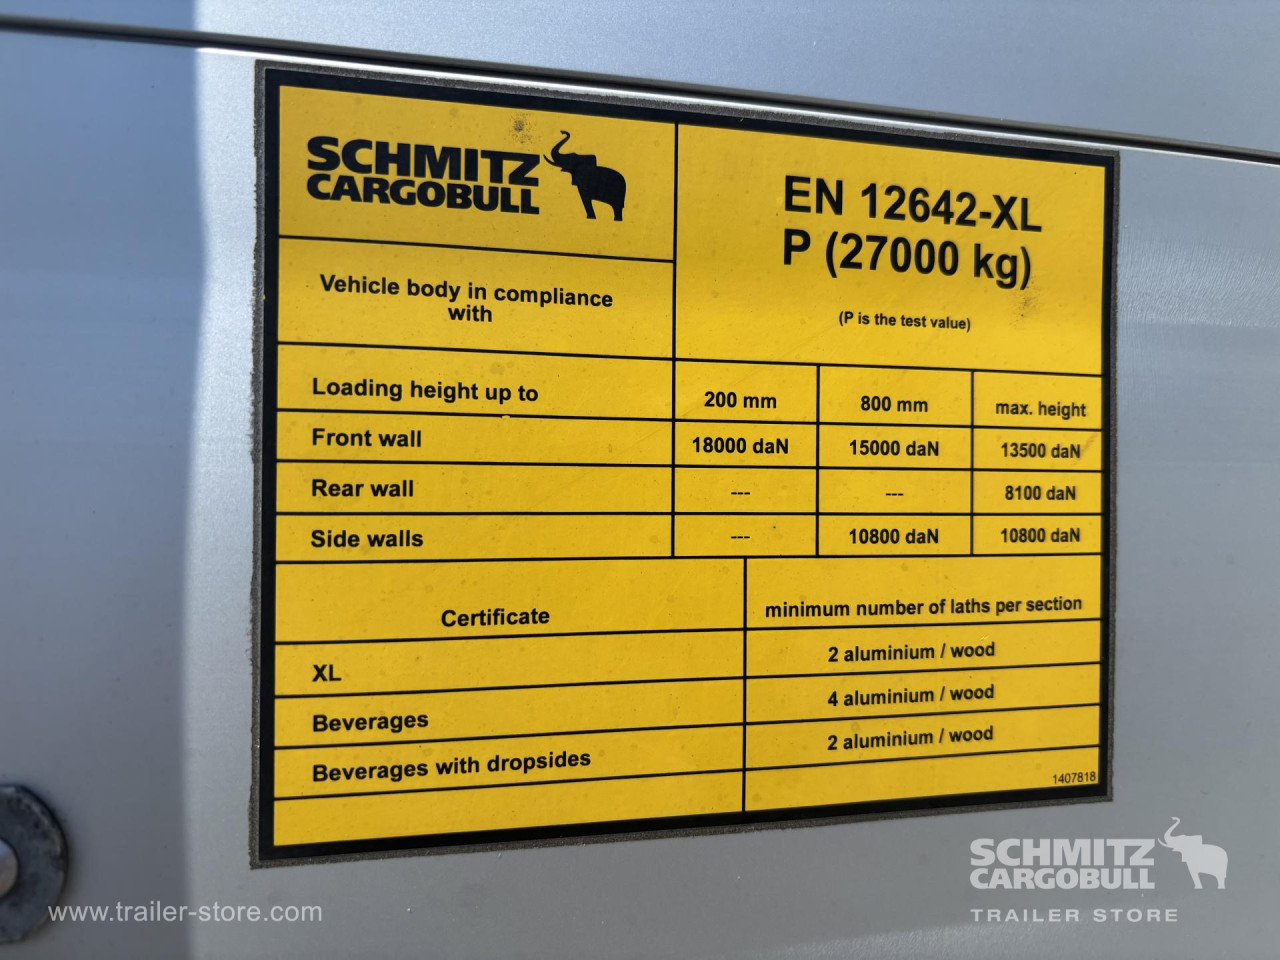 SCHMITZ
CARGOBULL
EN 12642-XL
P (27000 kg)
(P is the test value)
Vehicle body in compliance
with
Loading height up to 200 mm 800 mm max. height
Front wall 18000 daN 15000 daN 13500 daN
Rear wall --- --- 8100 daN
Side walls --- 10800 daN 10800 daN
Certificate minimum number of laths per section
XL 2 aluminium / wood
Beverages 4 aluminium / wood
Beverages with dropsides 2 aluminium / wood
1407818
SCHMITZ
CARGOBULL
TRAILER STORE
www.trailer-store.com